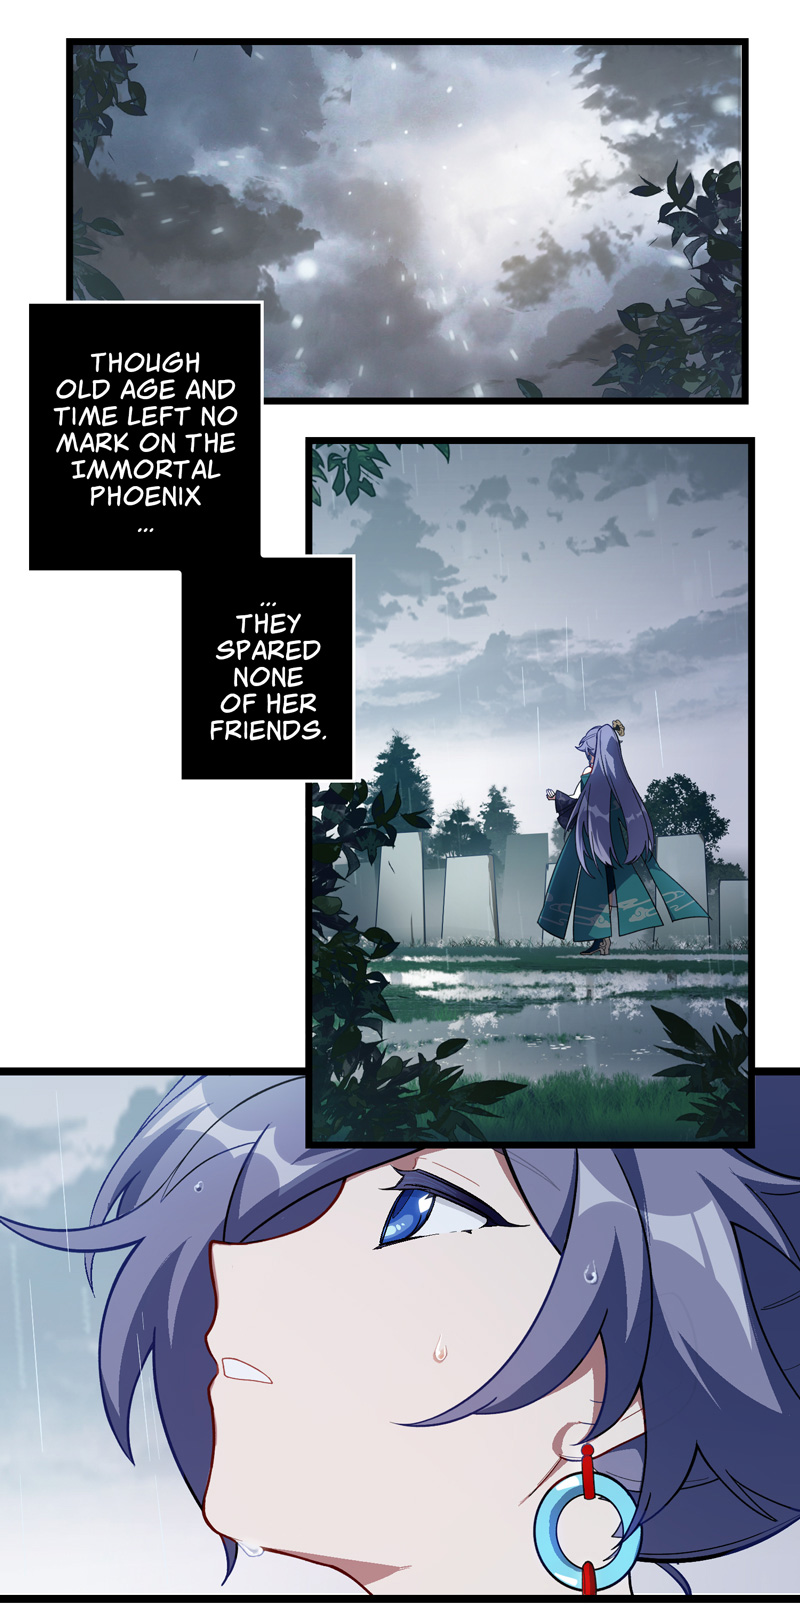 THOUGH
OLD AGE AND
TIME LEFT NO
MARK ON THE
IMMORTAL
PHOENIX
...
...
THEY
SPARED
NONE
OF HER
FRIENDS.